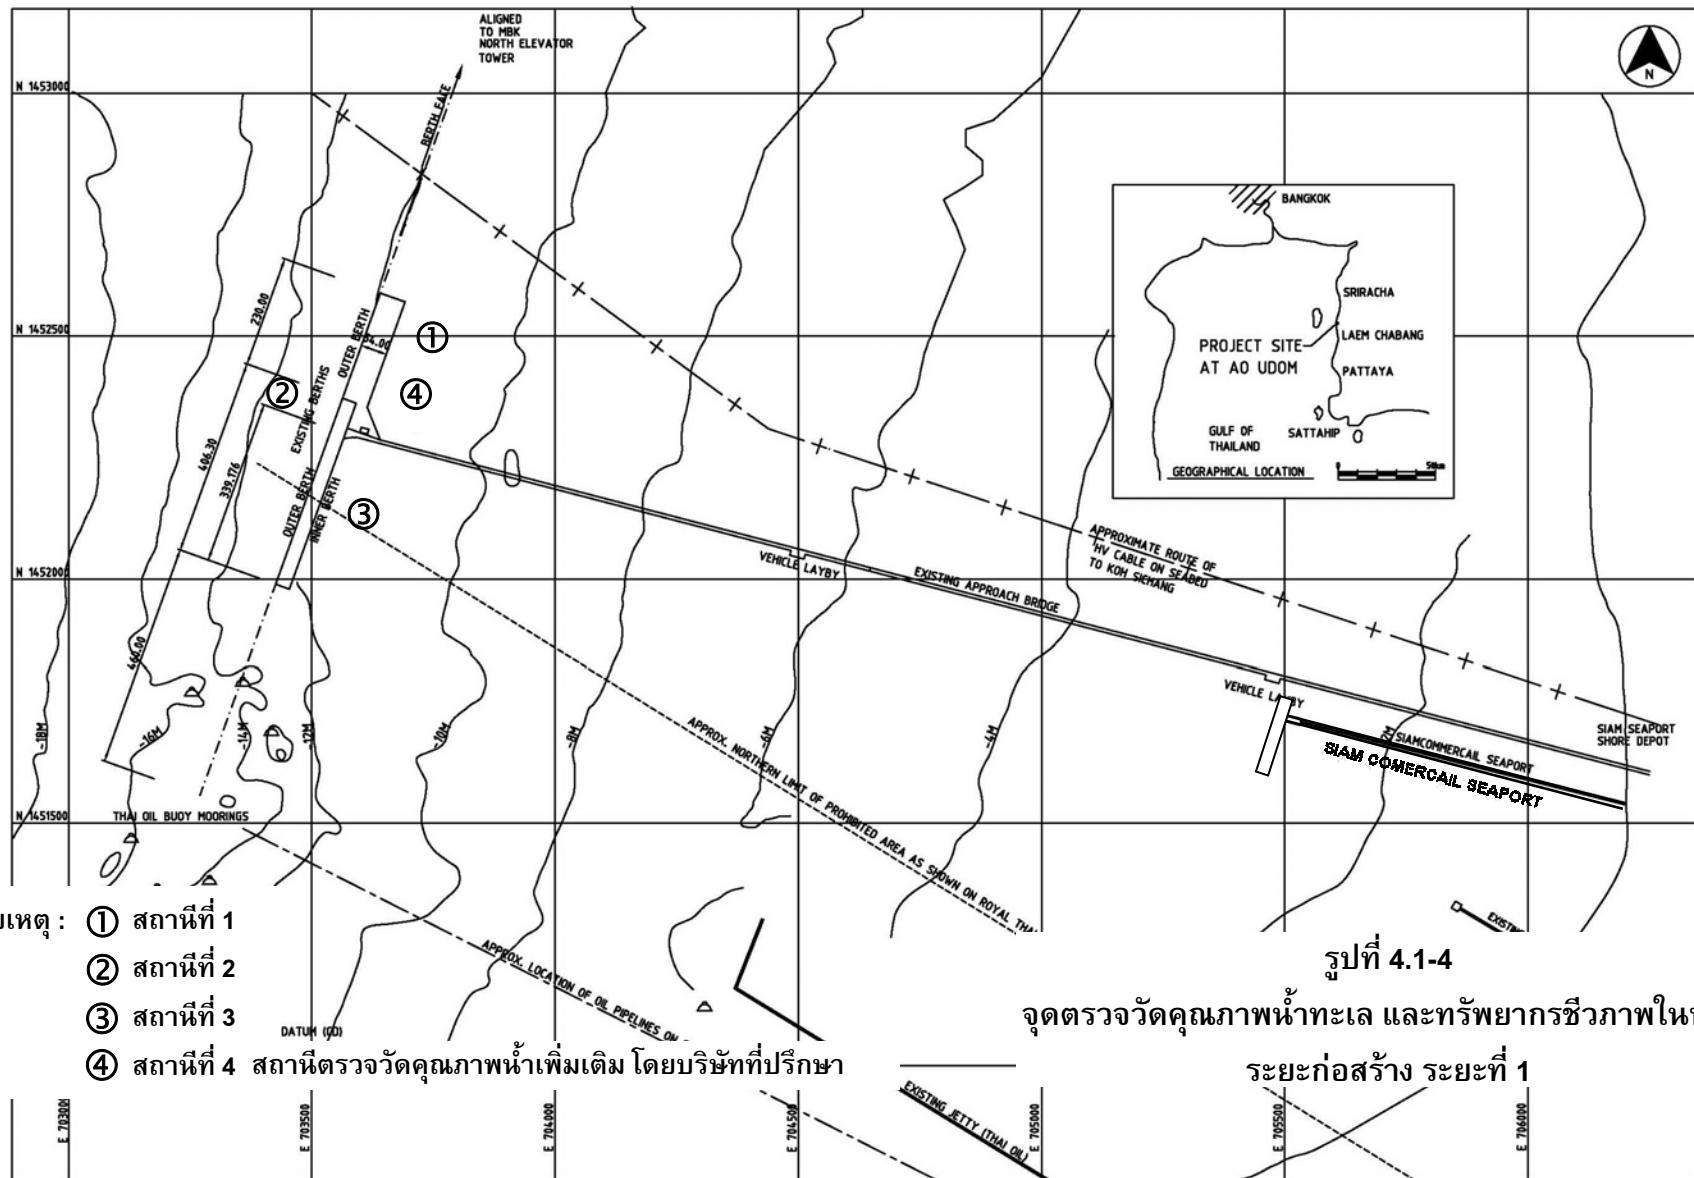 ALIGNED
TO MBK
NORTH ELEVATOR
TOWER
N
N 1453000
BERTH FACE
BANGKOK
SRIRACHA
LAEM CHABANG
PROJECT SITE
AT AO UDOM
PATTAYA
GULF OF
THAILAND
SATTAHIP
GEOGRAPHICAL LOCATION
0
50km
230.00
N 1452500
OUTER BERTH
34.00
①
②
④
EXISTING BERTHS
406.30
339.176
OUTER BERTH
INNER BERTH
③
APPROXIMATE ROUTE OF
HV CABLE ON SEABED
TO KOH SICHANG
VEHICLE LAYBY
EXISTING APPROACH BRIDGE
N 1452000
460.00
VEHICLE LAYBY
-18M
-16M
-14M
-12M
-10M
-8M
-6M
-4M
-2M
SIAM SEAPORT
SHORE DEPOT
SIAMCOMMERCAIL SEAPORT
SIAM COMERCAIL SEAPORT
APPROX. NORTHERN LIMIT OF PROHIBITED AREA AS SHOWN ON ROYAL THA
N 1451500
THAI OIL BUOY MOORINGS
APPROX. LOCATION OF OIL PIPELINES ON
EXISTING
มเหตุ :
① สถานีที่ 1
② สถานีที่ 2
③ สถานีที่ 3
DATUM (CD)
④ สถานีที่ 4 สถานีตรวจวัดคุณภาพน้ำเพิ่มเติม โดยบริษัทที่ปรึกษา
รูปที่ 4.1-4
จุดตรวจวัดคุณภาพน้ำทะเล และทรัพยากรชีวภาพใน
ระยะก่อสร้าง ระยะที่ 1
EXISTING JETTY (THAI OIL)
E 703000
E 703500
E 704000
E 704500
E 705000
E 705500
E 706000